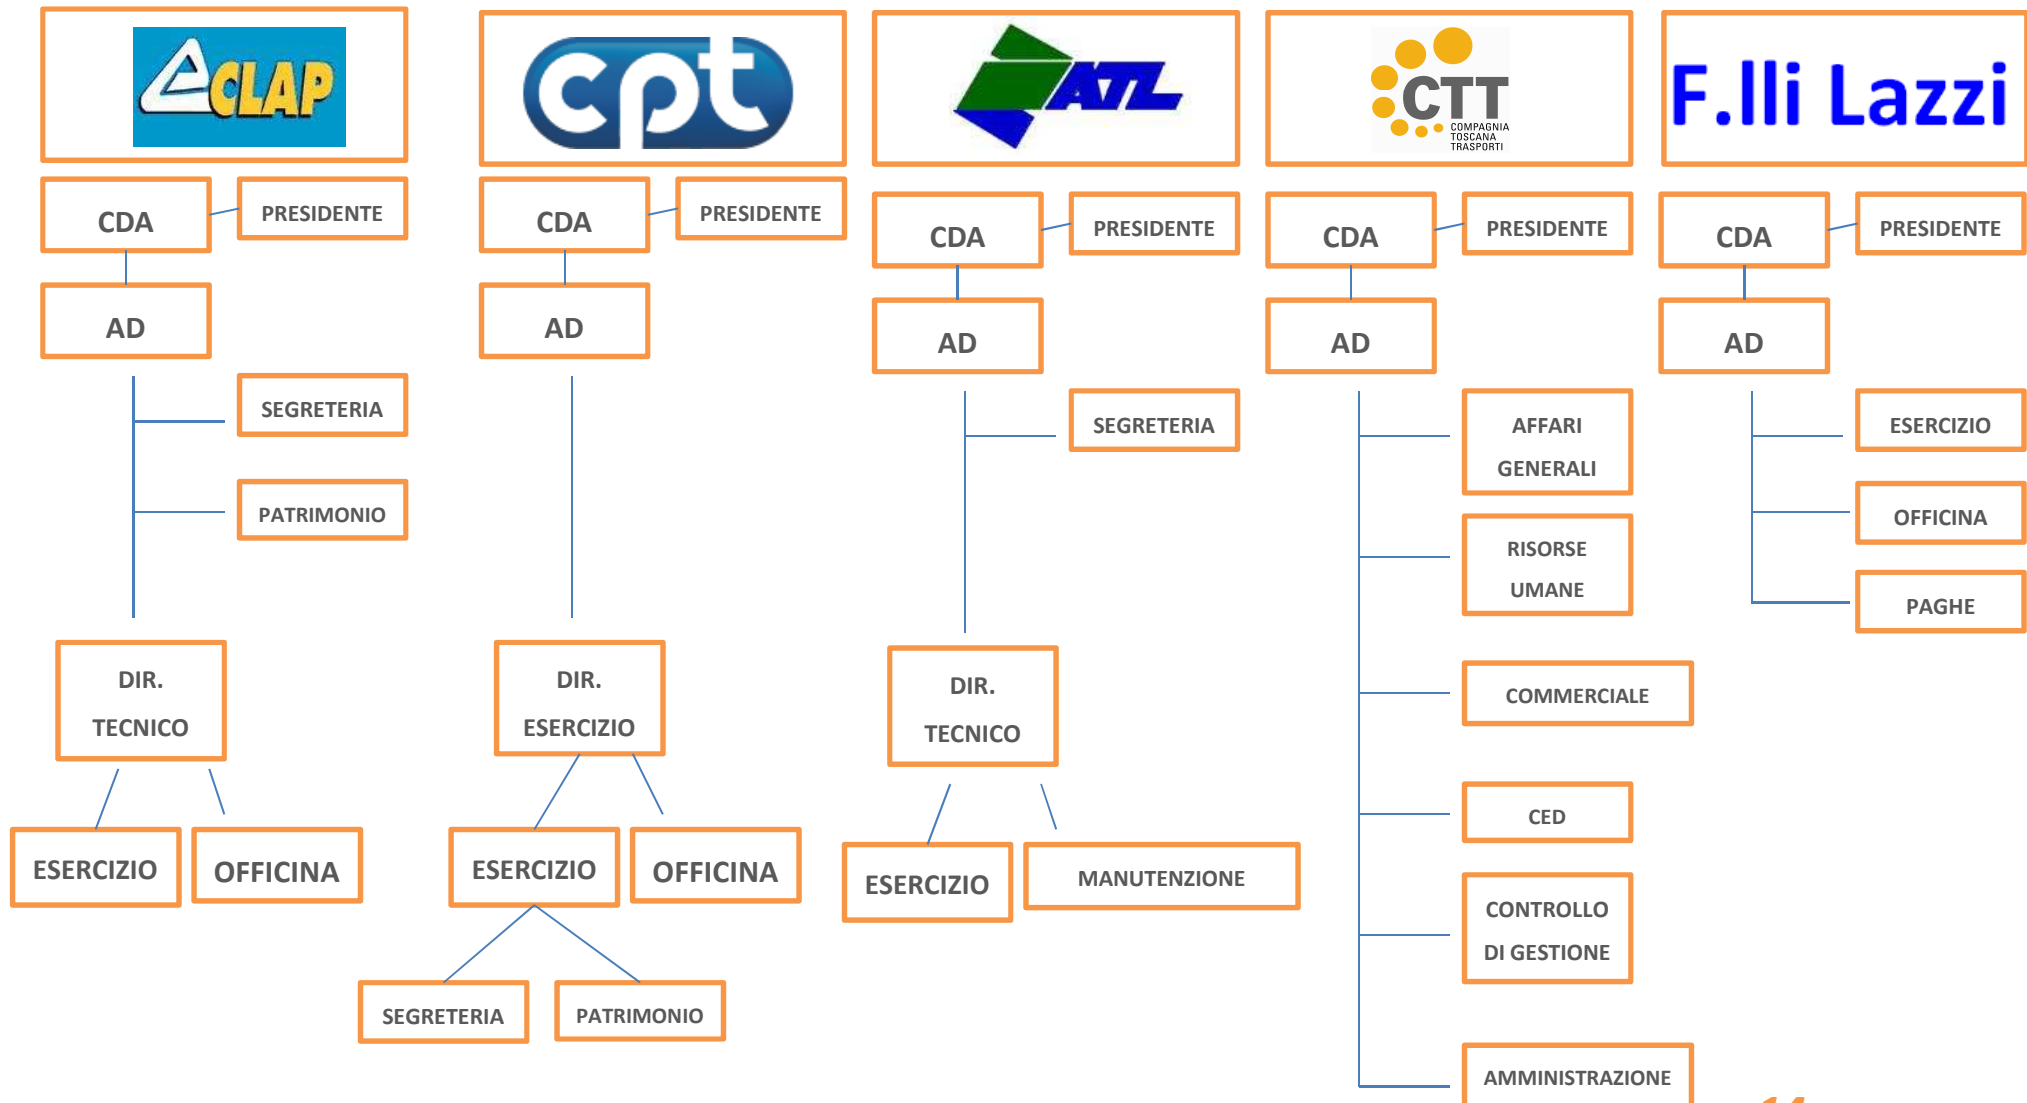 CLAP
cpt
ATL
CTT
COMPAGNIA
TOSCANA
TRASPORTI
F.lli Lazzi
CDA
PRESIDENTE
AD
SEGRETERIA
PATRIMONIO
DIR.
TECNICO
ESERCIZIO
OFFICINA
CDA
PRESIDENTE
AD
DIR.
ESERCIZIO
ESERCIZIO
OFFICINA
SEGRETERIA
PATRIMONIO
CDA
PRESIDENTE
AD
SEGRETERIA
DIR.
TECNICO
ESERCIZIO
MANUTENZIONE
CDA
PRESIDENTE
AD
AFFARI
GENERALI
RISORSE
UMANE
COMMERCIALE
CED
CONTROLLO
DI GESTIONE
AMMINISTRAZIONE
CDA
PRESIDENTE
AD
ESERCIZIO
OFFICINA
PAGHE